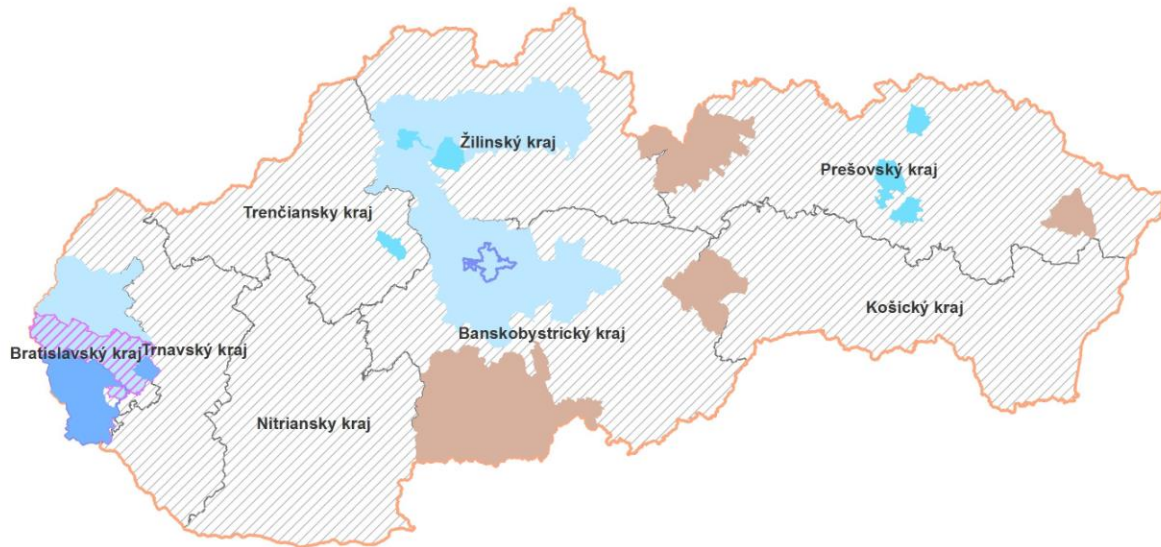 Žilinský kraj
Prešovský kraj
Trenčiansky kraj
Košický kraj
Banskobystrický kraj
Bratislavský kraj
Trnavský kraj
Nitriansky kraj